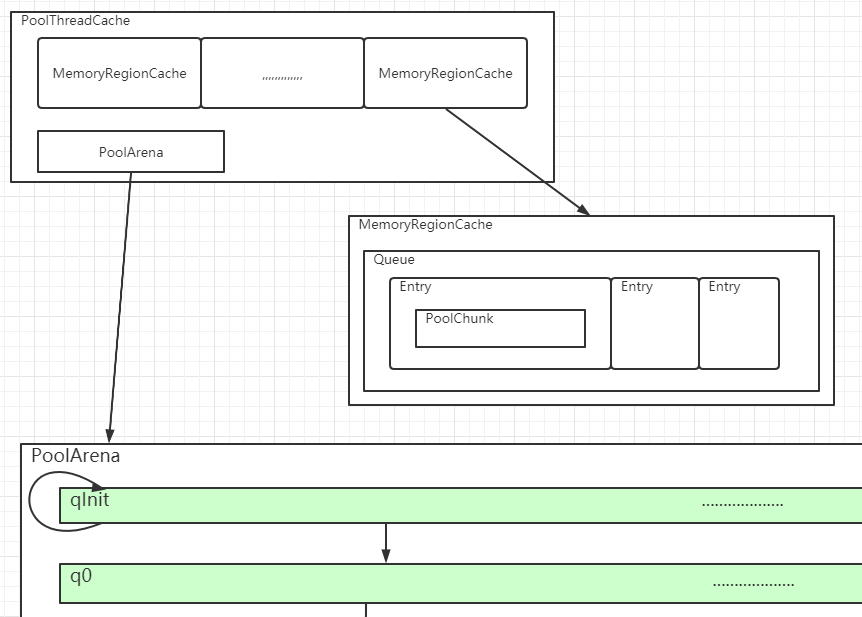 PoolThreadCache
MemoryRegionCache ,,,,,,,,,,,,, MemoryRegionCache
PoolArena
MemoryRegionCache
Queue
Entry Entry Entry
PoolChunk
PoolArena
qInit ...................
q0 ...................